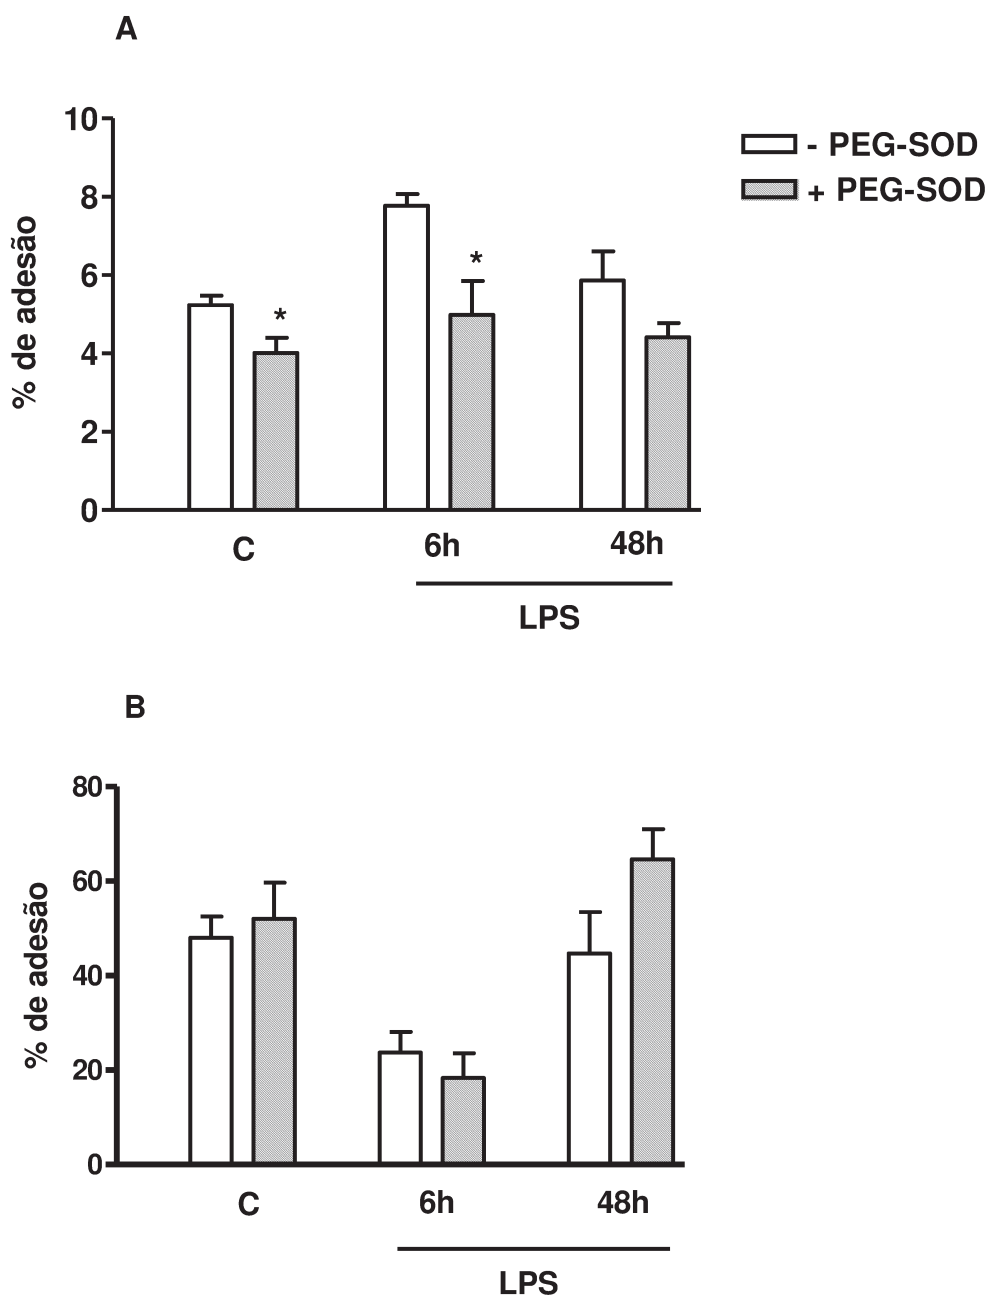 A
10
8
6
4
2
0
% de adesão
- PEG-SOD
+ PEG-SOD
*
*
C
6h
48h
LPS
B
80
60
40
20
0
% de adesão
C
6h
48h
LPS